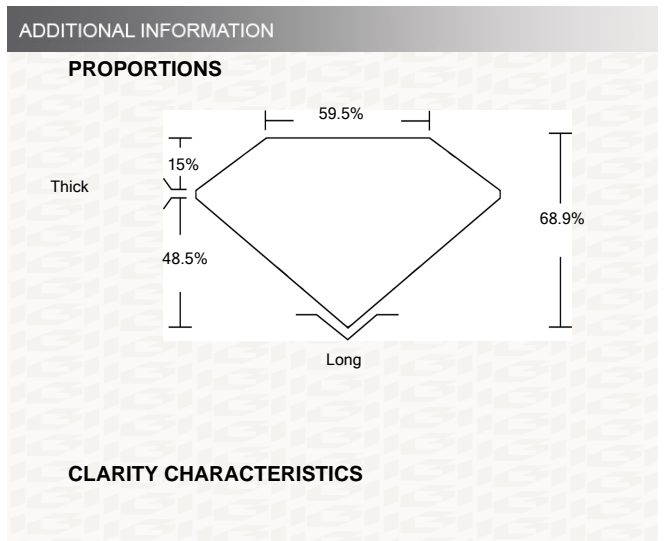 ADDITIONAL INFORMATION
PROPORTIONS
59.5%
15%
Thick
68.9%
48.5%
Long
CLARITY CHARACTERISTICS